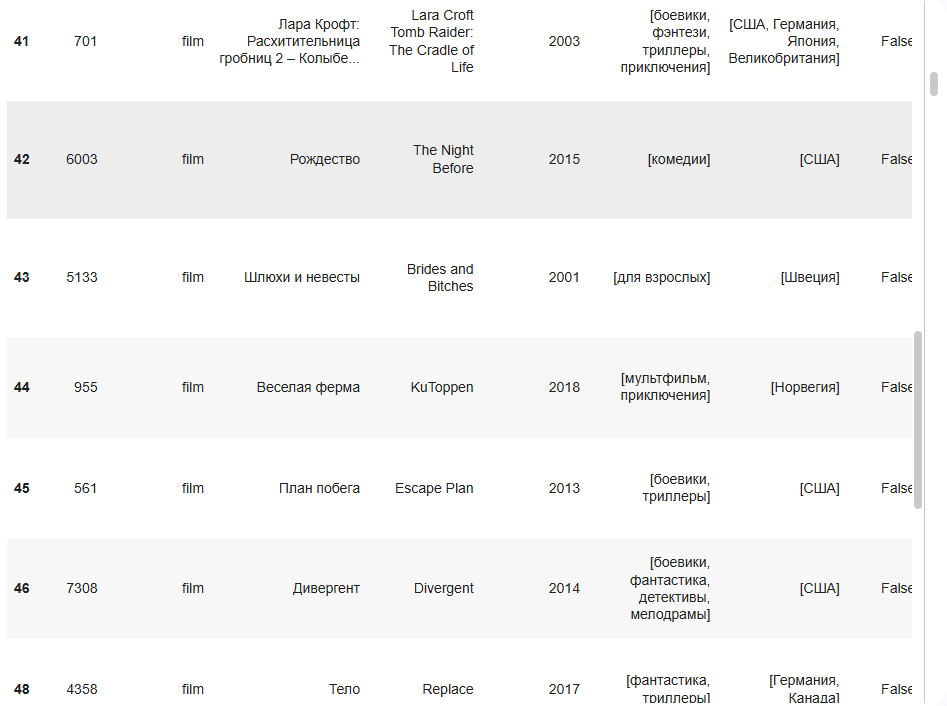 41 701 film Лара Крофт: Расхитительница гробниц 2 – Колыбе... Lara Croft Tomb Raider: The Cradle of Life 2003 [боевики, фэнтези, триллеры, приключения] [США, Германия, Япония, Великобритания] False
42 6003 film Рождество The Night Before 2015 [комедии] [США] False
43 5133 film Шлюхи и невесты Brides and Bitches 2001 [для взрослых] [Швеция] False
44 955 film Веселая ферма KuToppen 2018 [мультфильм, приключения] [Норвегия] False
45 561 film План побега Escape Plan 2013 [боевики, триллеры] [США] False
46 7308 film Дивергент Divergent 2014 [боевики, фантастика, детективы, мелодрамы] [США] False
48 4358 film Тело Replace 2017 [фантастика, триллеры] [Германия, Канада] False